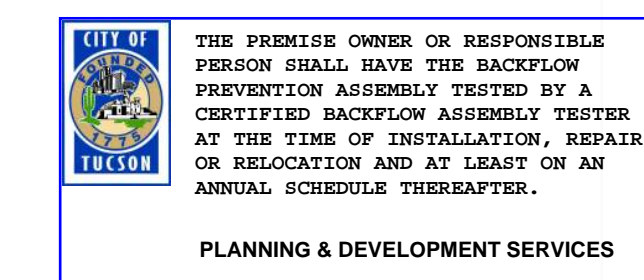 CITY OF
FOUNDED
1775
TUCSON
THE PREMISE OWNER OR RESPONSIBLE
PERSON SHALL HAVE THE BACKFLOW
PREVENTION ASSEMBLY TESTED BY A
CERTIFIED BACKFLOW ASSEMBLY TESTER
AT THE TIME OF INSTALLATION, REPAIR
OR RELOCATION AND AT LEAST ON AN
ANNUAL SCHEDULE THEREAFTER.
PLANNING & DEVELOPMENT SERVICES